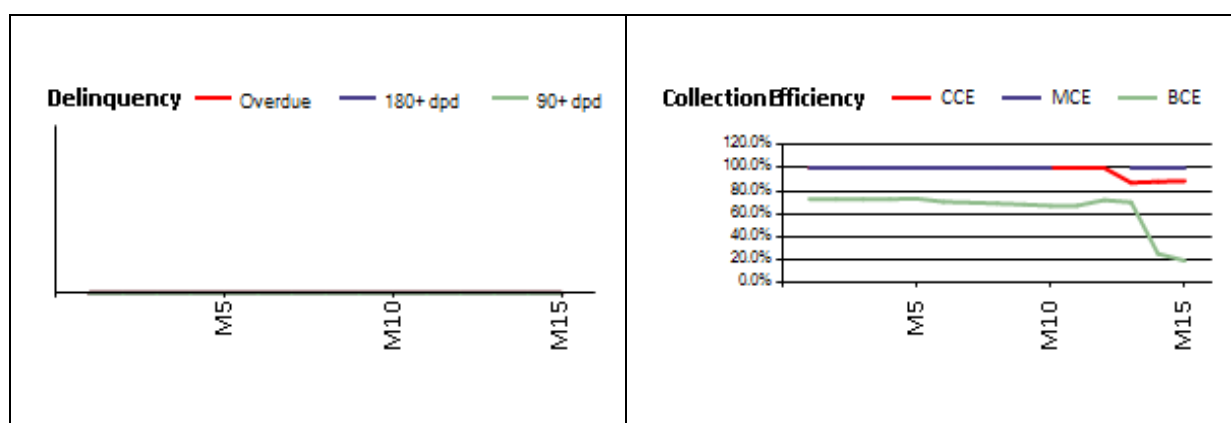 Delinquency Overdue 180+ dpd 90+ dpd
M5
M10
M15
Collection Efficiency CCE MCE BCE
120.0%
100.0%
80.0%
60.0%
40.0%
20.0%
0.0%
M5
M10
M15